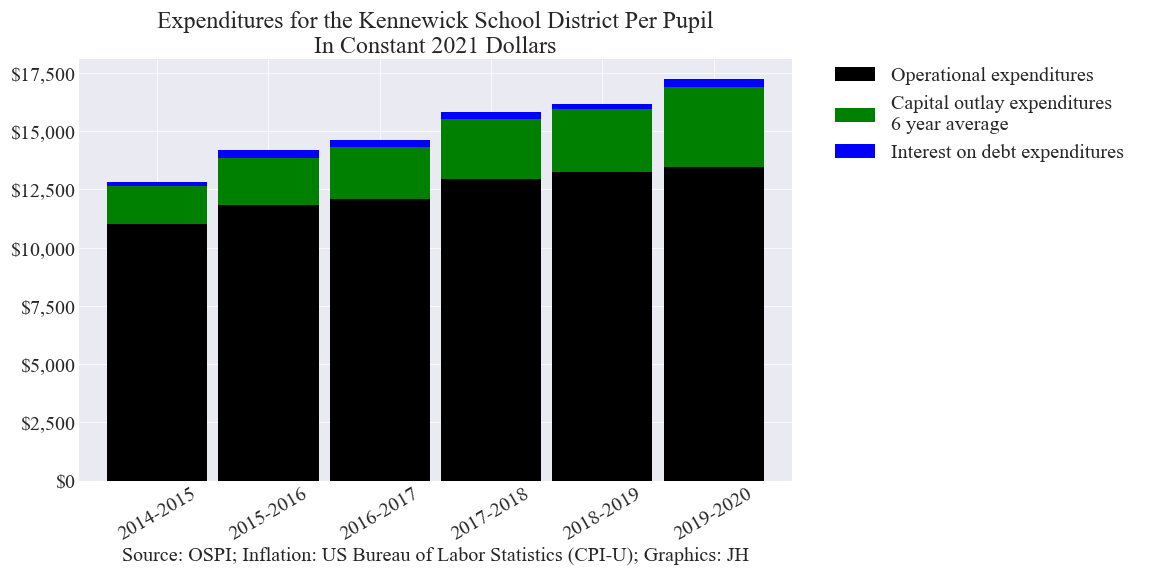 Expenditures for the Kennewick School District Per Pupil
In Constant 2021 Dollars
$17,500
$15,000
$12,500
$10,000
$7,500
$5,000
$2,500
$0
2014-2015
2015-2016
2016-2017
2017-2018
2018-2019
2019-2020
Source: OSPI; Inflation: US Bureau of Labor Statistics (CPI-U); Graphics: JH
Operational expenditures
Capital outlay expenditures
6 year average
Interest on debt expenditures